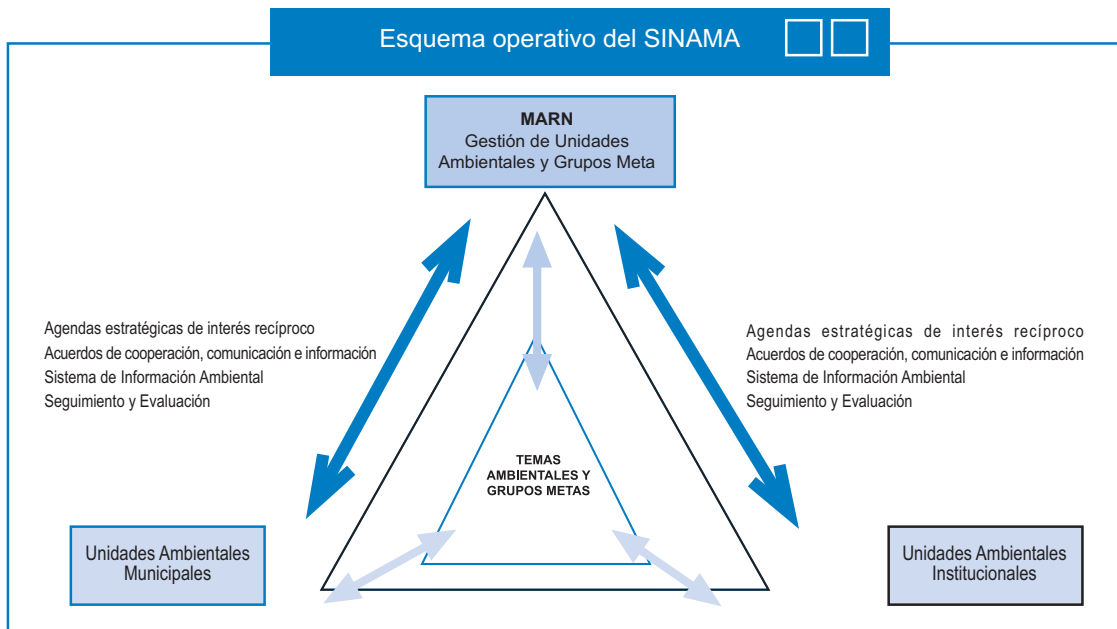 Esquema operativo del SINAMA
MARN
Gestión de Unidades
Ambientales y Grupos Meta
Agendas estratégicas de interés recíproco
Acuerdos de cooperación, comunicación e información
Sistema de Información Ambiental
Seguimiento y Evaluación
Agendas estratégicas de interés recíproco
Acuerdos de cooperación, comunicación e información
Sistema de Información Ambiental
Seguimiento y Evaluación
TEMAS
AMBIENTALES Y
GRUPOS METAS
Unidades Ambientales
Municipales
Unidades Ambientales
Institucionales